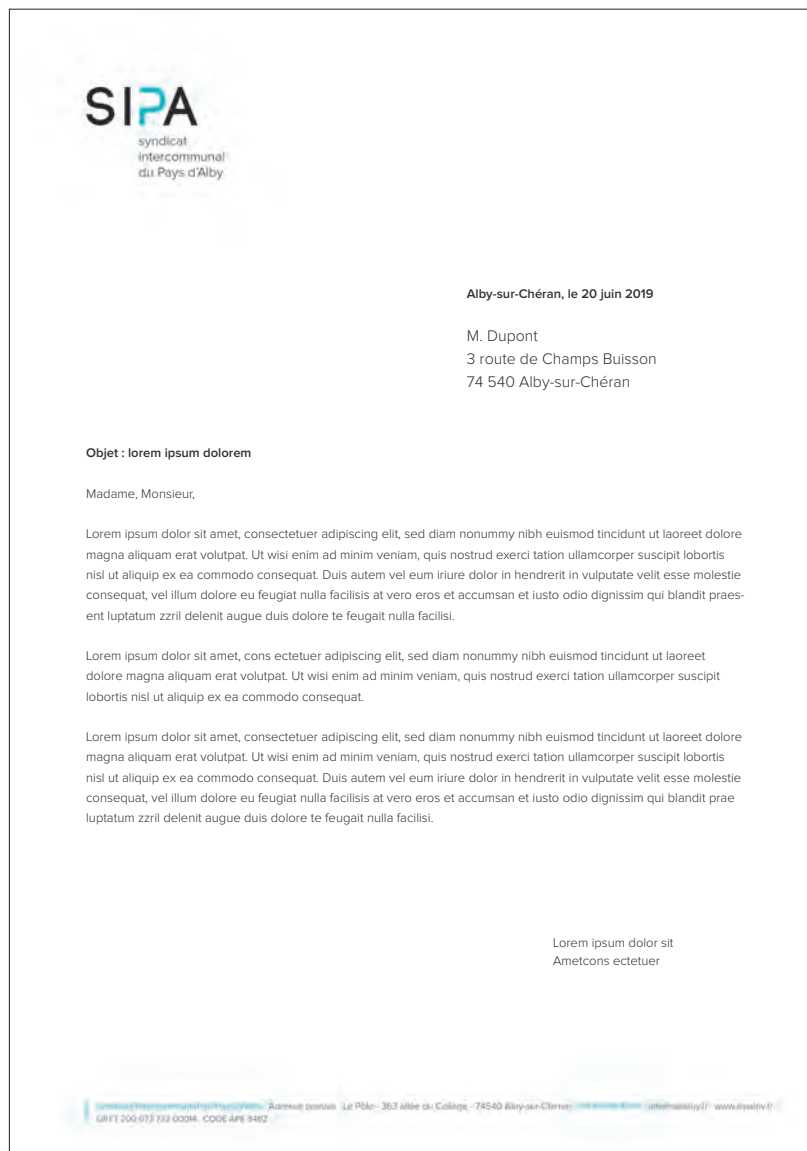 SIPA
syndicat
intercommunal
du Pays d'Alby
Alby-sur-Chéran, le 20 juin 2019
M. Dupont
3 route de Champs Buisson
74 540 Alby-sur-Chéran
Objet : lorem ipsum dolorem
Madame, Monsieur,
Lorem ipsum dolor sit amet, consectetuer adipiscing elit, sed diam nonummy nibh euismod tincidunt ut laoreet dolore
magna aliquam erat volutpat. Ut wisi enim ad minim veniam, quis nostrud exerci tation ullamcorper suscipit lobortis
nisl ut aliquip ex ea commodo consequat. Duis autem vel eum iriure dolor in hendrerit in vulputate velit esse molestie
consequat, vel illum dolore eu feugiat nulla facilisis at vero eros et accumsan et iusto odio dignissim qui blandit praes-
ent luptatum zzril delenit augue duis dolore te feugait nulla facilisi.
Lorem ipsum dolor sit amet, cons ectetuer adipiscing elit, sed diam nonummy nibh euismod tincidunt ut laoreet
dolore magna aliquam erat volutpat. Ut wisi enim ad minim veniam, quis nostrud exerci tation ullamcorper suscipit
lobortis nisl ut aliquip ex ea commodo consequat.
Lorem ipsum dolor sit amet, consectetuer adipiscing elit, sed diam nonummy nibh euismod tincidunt ut laoreet dolore
magna aliquam erat volutpat. Ut wisi enim ad minim veniam, quis nostrud exerci tation ullamcorper suscipit lobortis
nisl ut aliquip ex ea commodo consequat. Duis autem vel eum iriure dolor in hendrerit in vulputate velit esse molestie
consequat, vel illum dolore eu feugiat nulla facilisis at vero eros et accumsan et iusto odio dignissim qui blandit prae
luptatum zzril delenit augue duis dolore te feugait nulla facilisi.
Lorem ipsum dolor sit
Ametcons ectetuer
Le Pôle - 363 allée du Collège - 74540 Alby-sur-Chéran
CODE APE